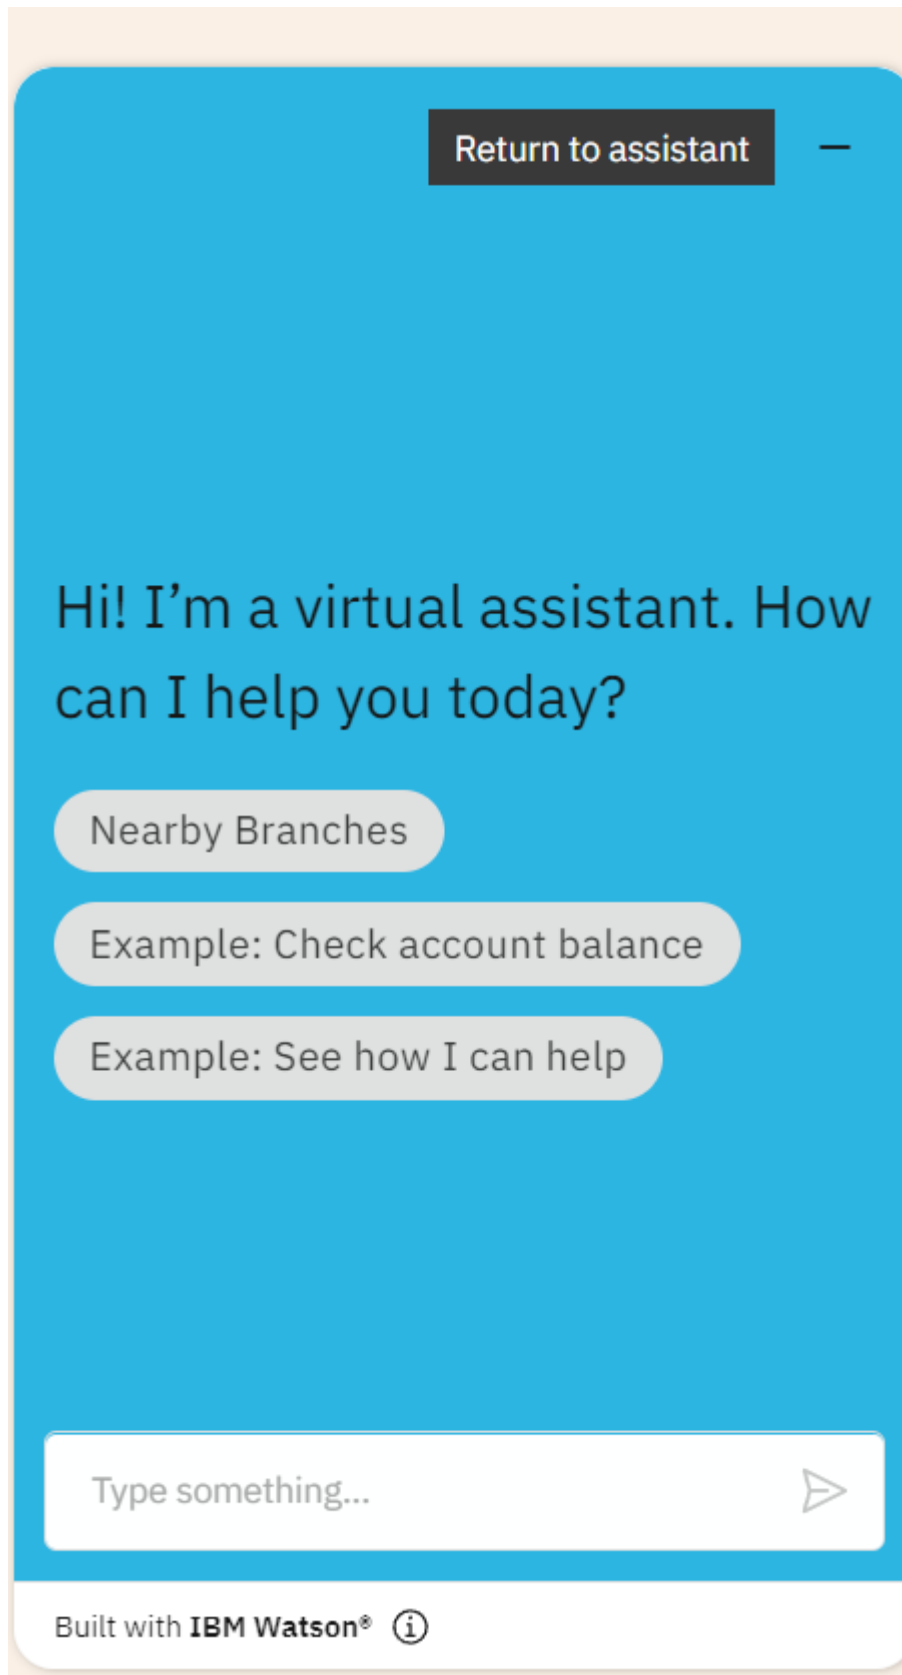 Return to assistant
Hi! I’m a virtual assistant. How
can I help you today?
Nearby Branches
Example: Check account balance
Example: See how I can help
Type something...
Built with IBM Watson®